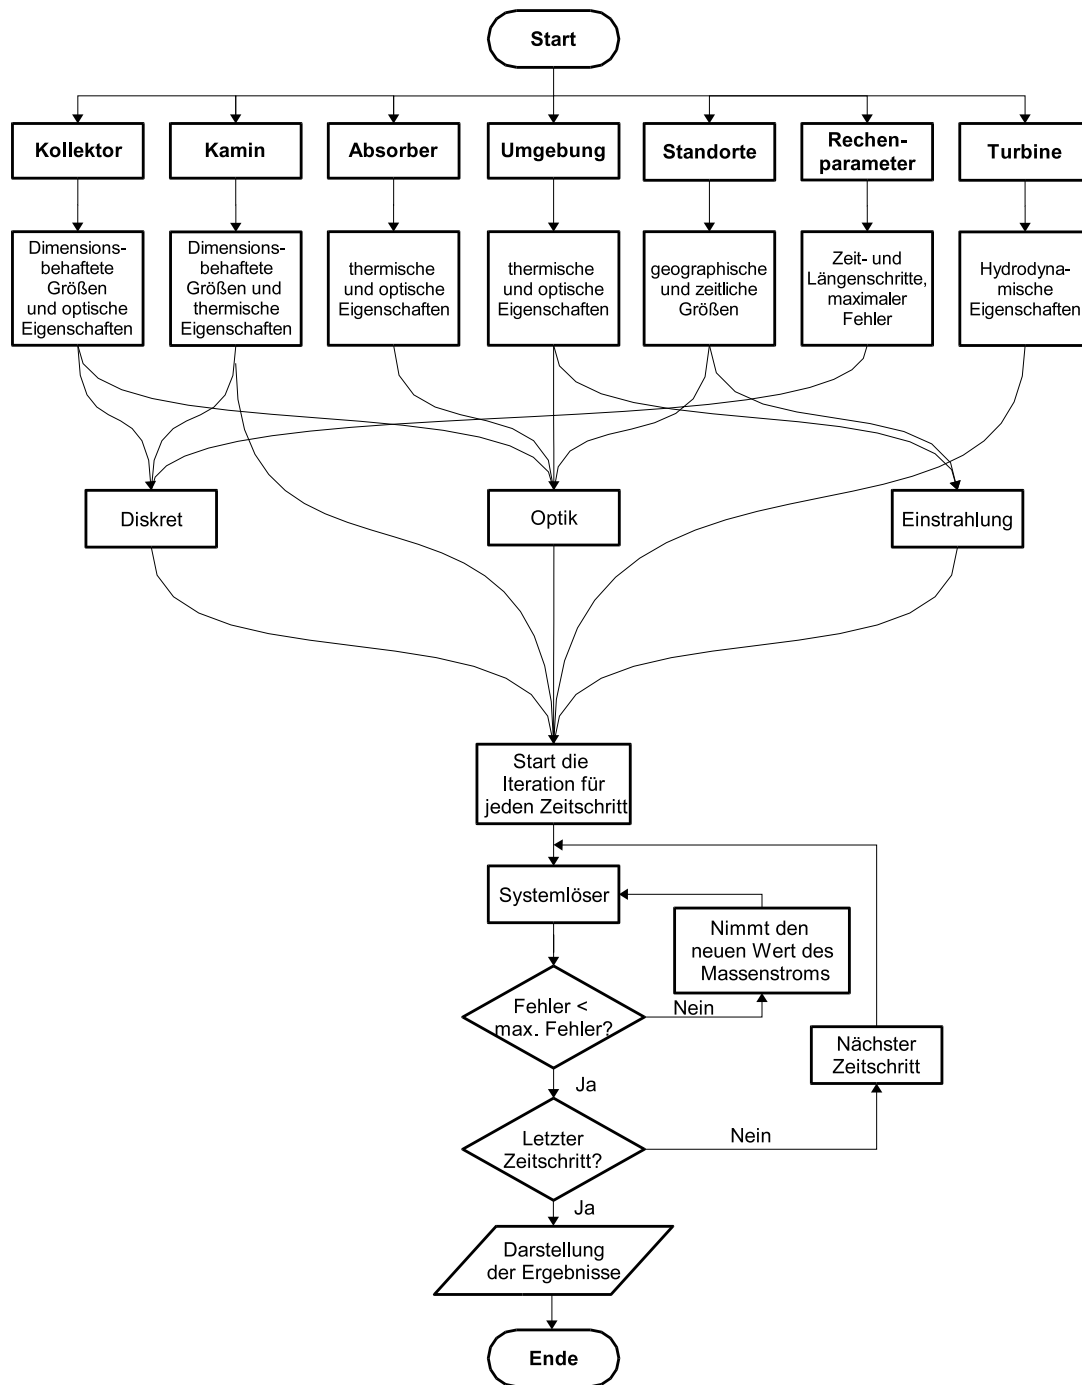 Start
Kollektor
Kamin
Absorber
Umgebung
Standorte
Rechen-
parameter
Turbine
Dimensions-
behaftete
Größen
und optische
Eigenschaften
Dimensions-
behaftete
Größen und
thermische
Eigenschaften
thermische
und optische
Eigenschaften
thermische
und optische
Eigenschaften
geographische
und zeitliche
Größen
Zeit- und
Längenschritte,
maximaler
Fehler
Hydrodyna-
mische
Eigenschaften
Diskret
Optik
Einstrahlung
Start die
Iteration für
jeden Zeitschritt
Systemlöser
Nimmt den
neuen Wert des
Massenstroms
Fehler <
max. Fehler?
Nein
Nächster
Zeitschritt
Ja
Letzter
Zeitschritt?
Nein
Ja
Darstellung
der Ergebnisse
Ende